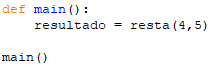 def main():
    resultado = resta(4,5)
main()